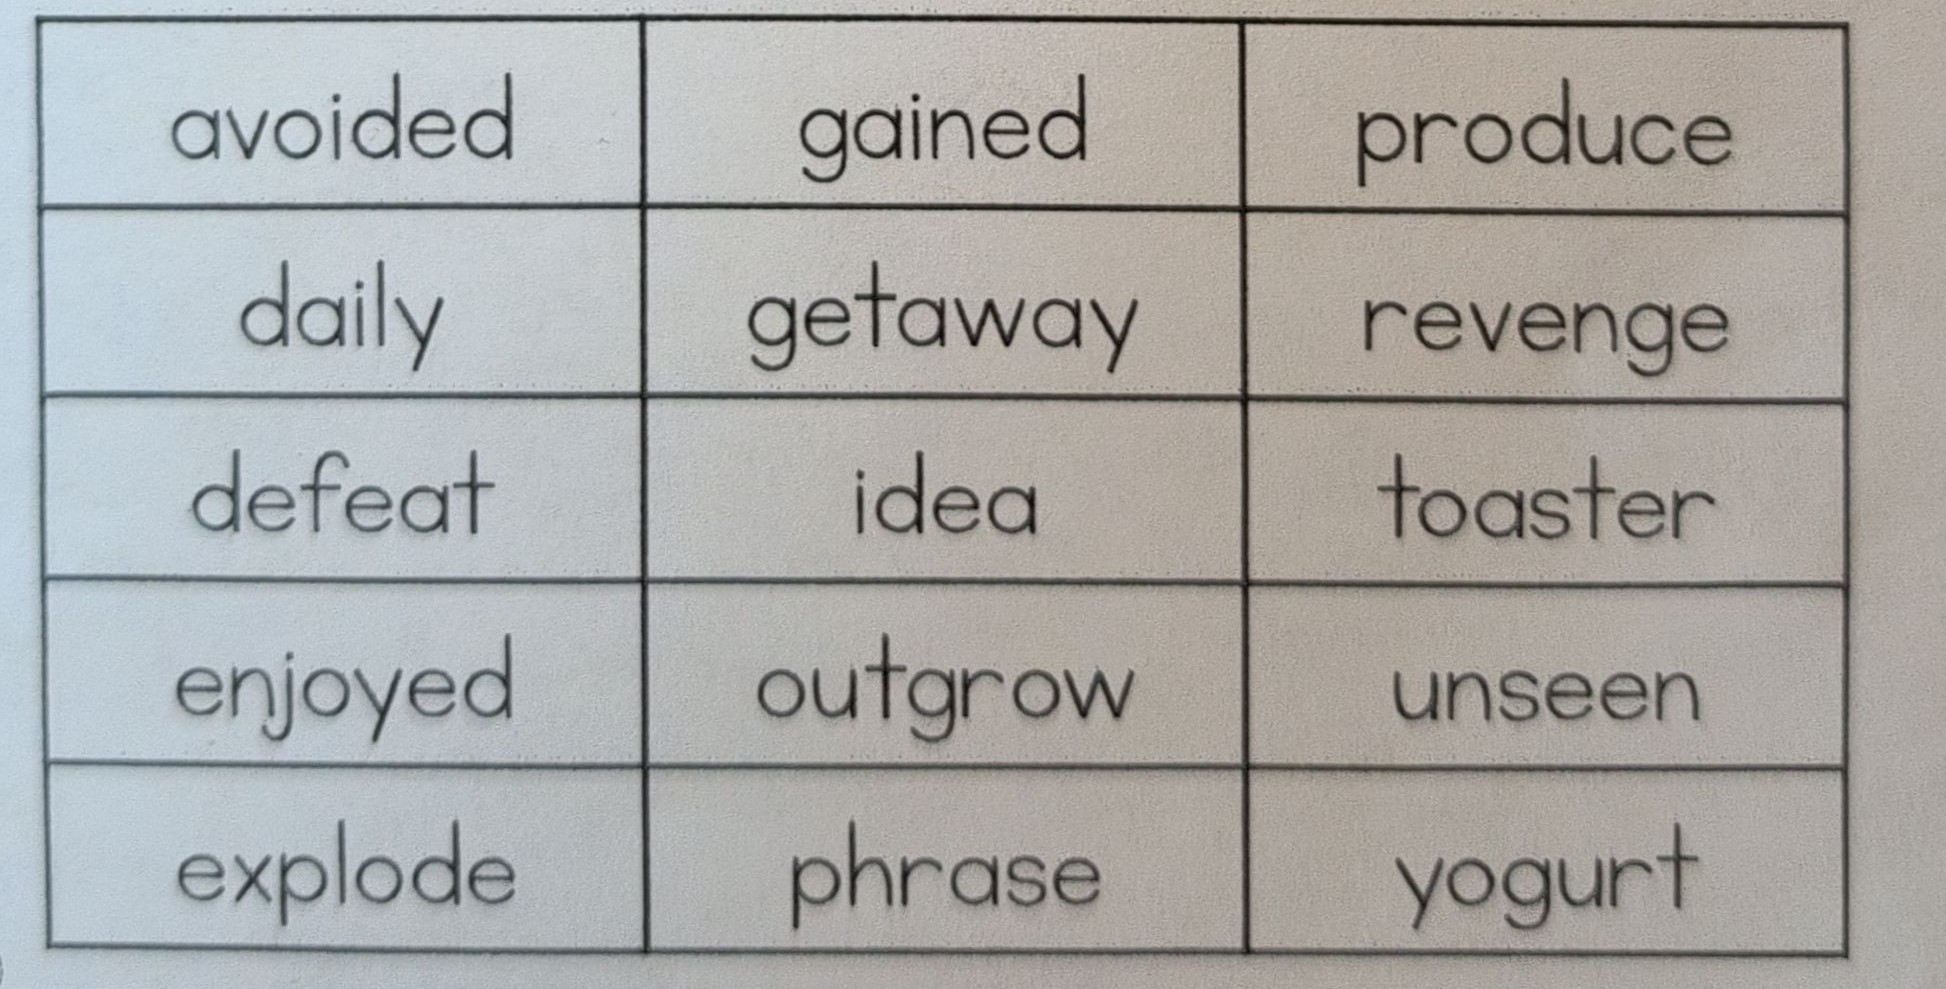 avoided gained produce
daily getaway revenge
defeat idea toaster
enjoyed outgrow unseen
explode phrase yogurt